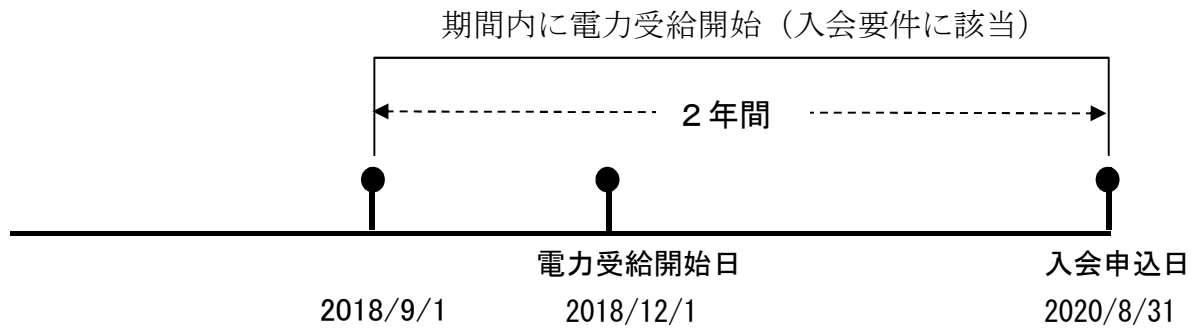 期間内に電力受給開始（入会要件に該当）
２年間
電力受給開始日
入会申込日
2018/9/1
2018/12/1
2020/8/31